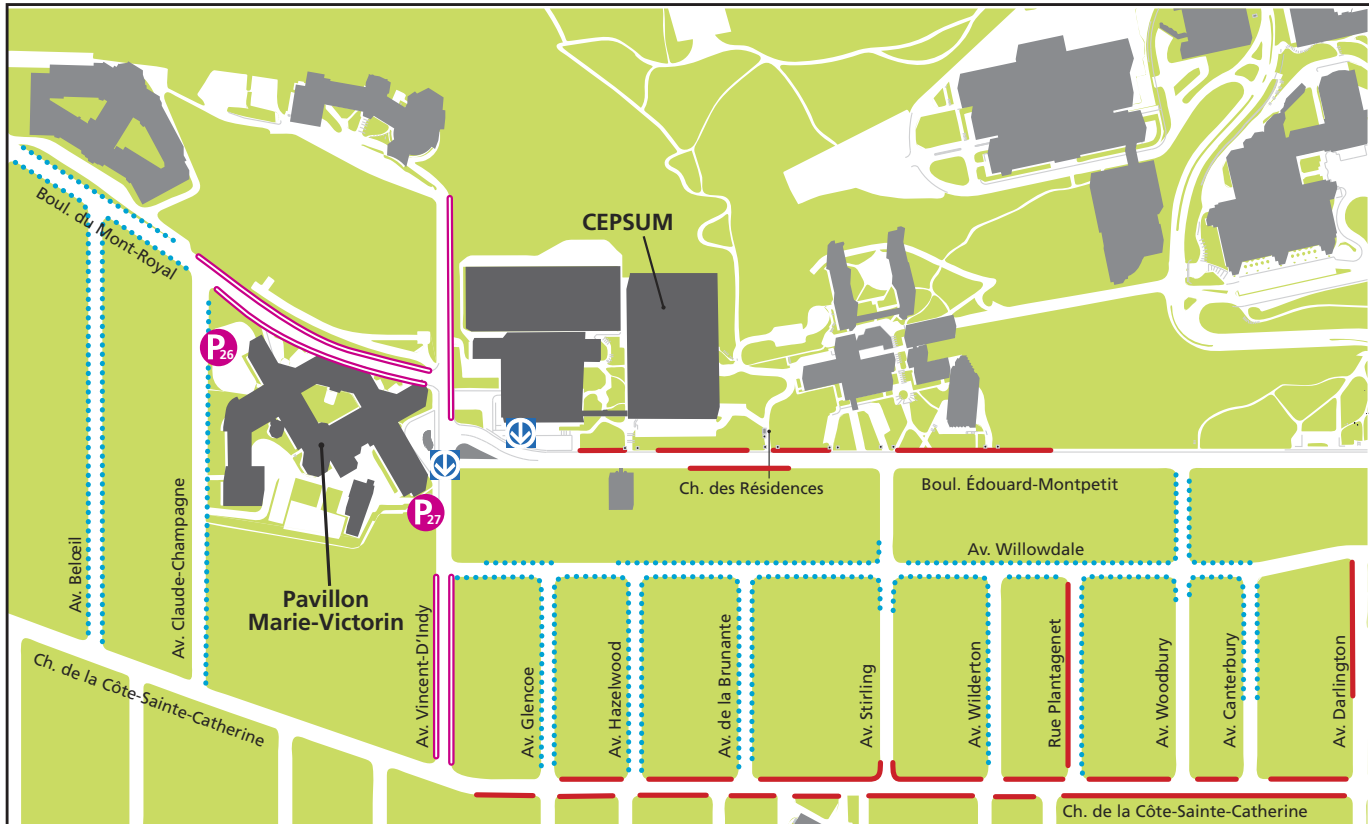 CEPSUM
Boul. du Mont-Royal
P26
P27
Ch. des Résidences
Boul. Édouard-Montpetit
Av. Willowdale
Pavillon
Marie-Victorin
Av. Belœil
Av. Claude-Champagne
Av. Vincent-D'Indy
Av. Glencoe
Av. Hazelwood
Av. de la Brunante
Av. Stirling
Av. Wilderton
Rue Plantagenet
Av. Woodbury
Av. Canterbury
Av. Darlington
Ch. de la Côte-Sainte-Catherine
Ch. de la Côte-Sainte-Catherine